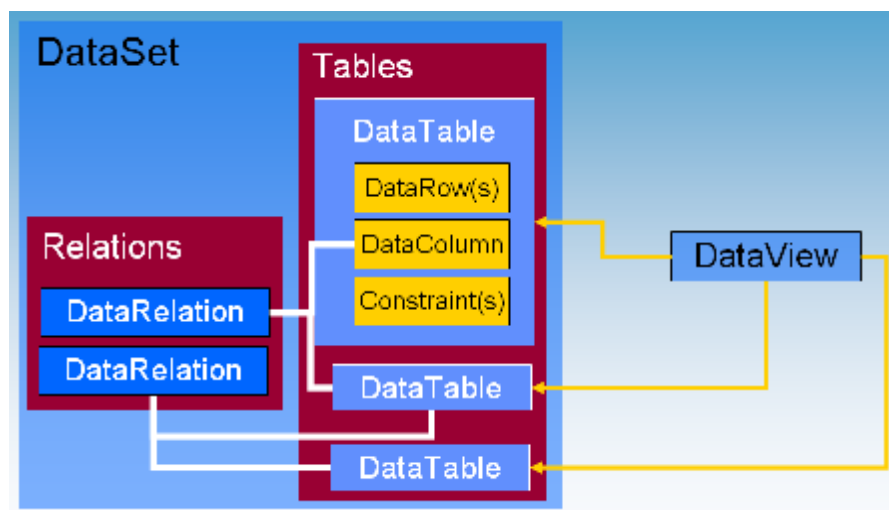 DataSet
Tables
DataTable
DataRow(s)
DataColumn
Constraint(s)
Relations
DataRelation
DataRelation
DataTable
DataTable
DataView